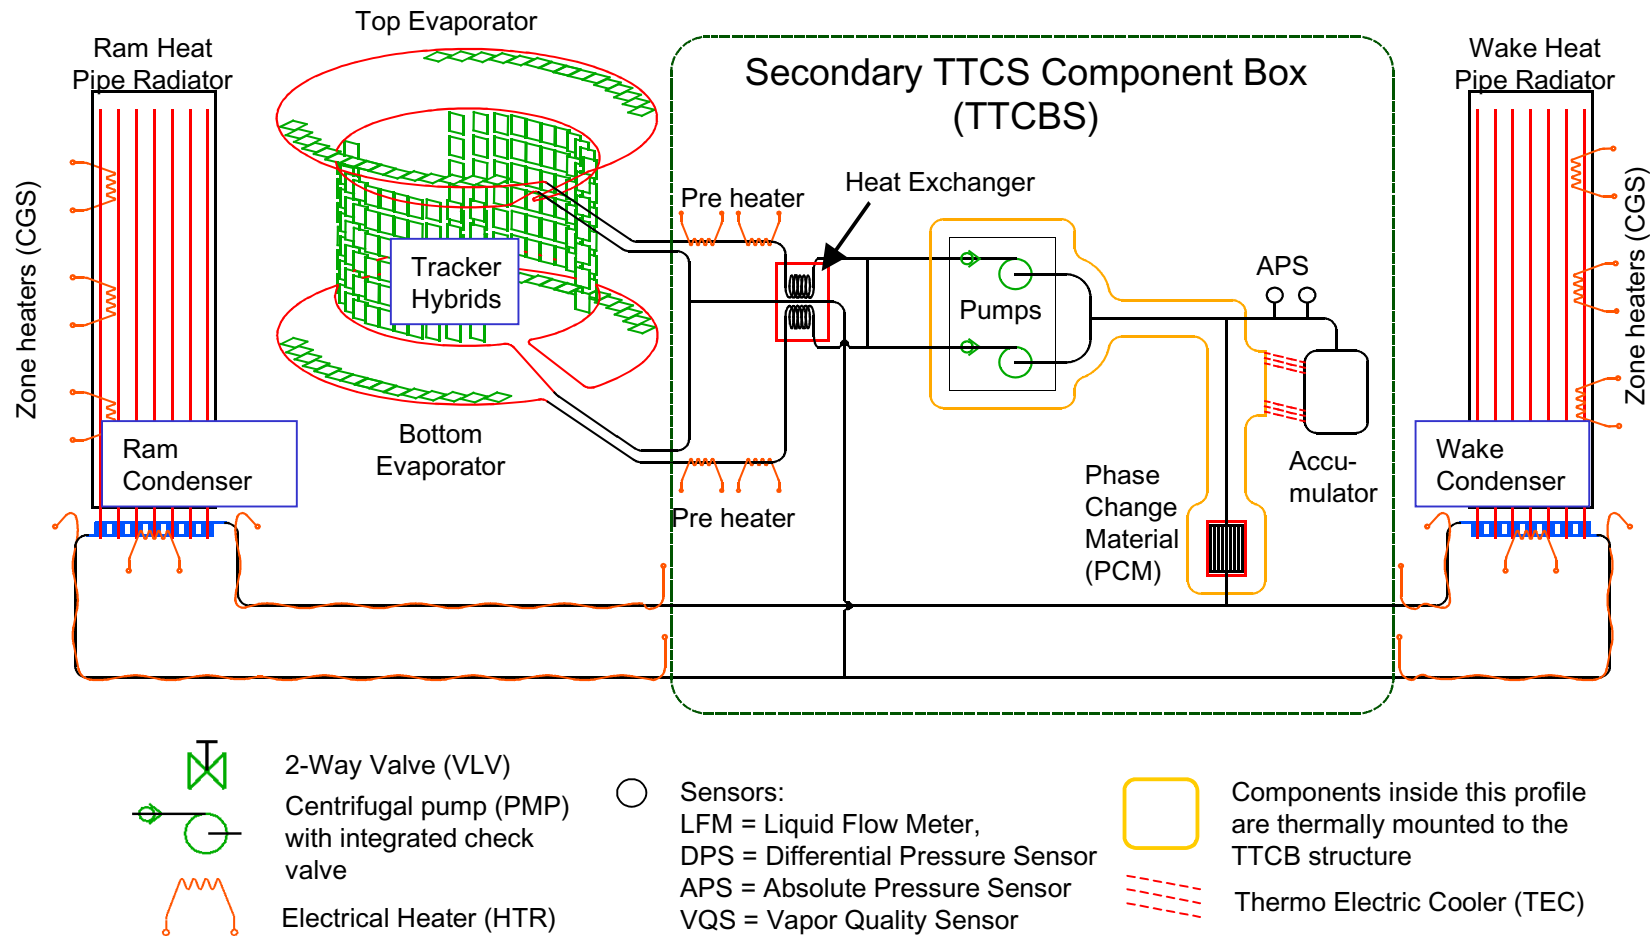 Top Evaporator
Ram Heat
Pipe Radiator
Wake Heat
Pipe Radiator
Secondary TTCS Component Box
(TTCBS)
Zone heaters (CGS)
Pre heater
Heat Exchanger
Zone heaters (CGS)
Tracker
Hybrids
APS
Pumps
Bottom
Evaporator
Ram
Condenser
Pre heater
Phase
Change
Material
(PCM)
Accu-
mulator
Wake
Condenser
2-Way Valve (VLV)
Centrifugal pump (PMP)
with integrated check
valve
Electrical Heater (HTR)
Sensors:
LFM = Liquid Flow Meter,
DPS = Differential Pressure Sensor
APS = Absolute Pressure Sensor
VQS = Vapor Quality Sensor
Components inside this profile
are thermally mounted to the
TTCB structure
Thermo Electric Cooler (TEC)